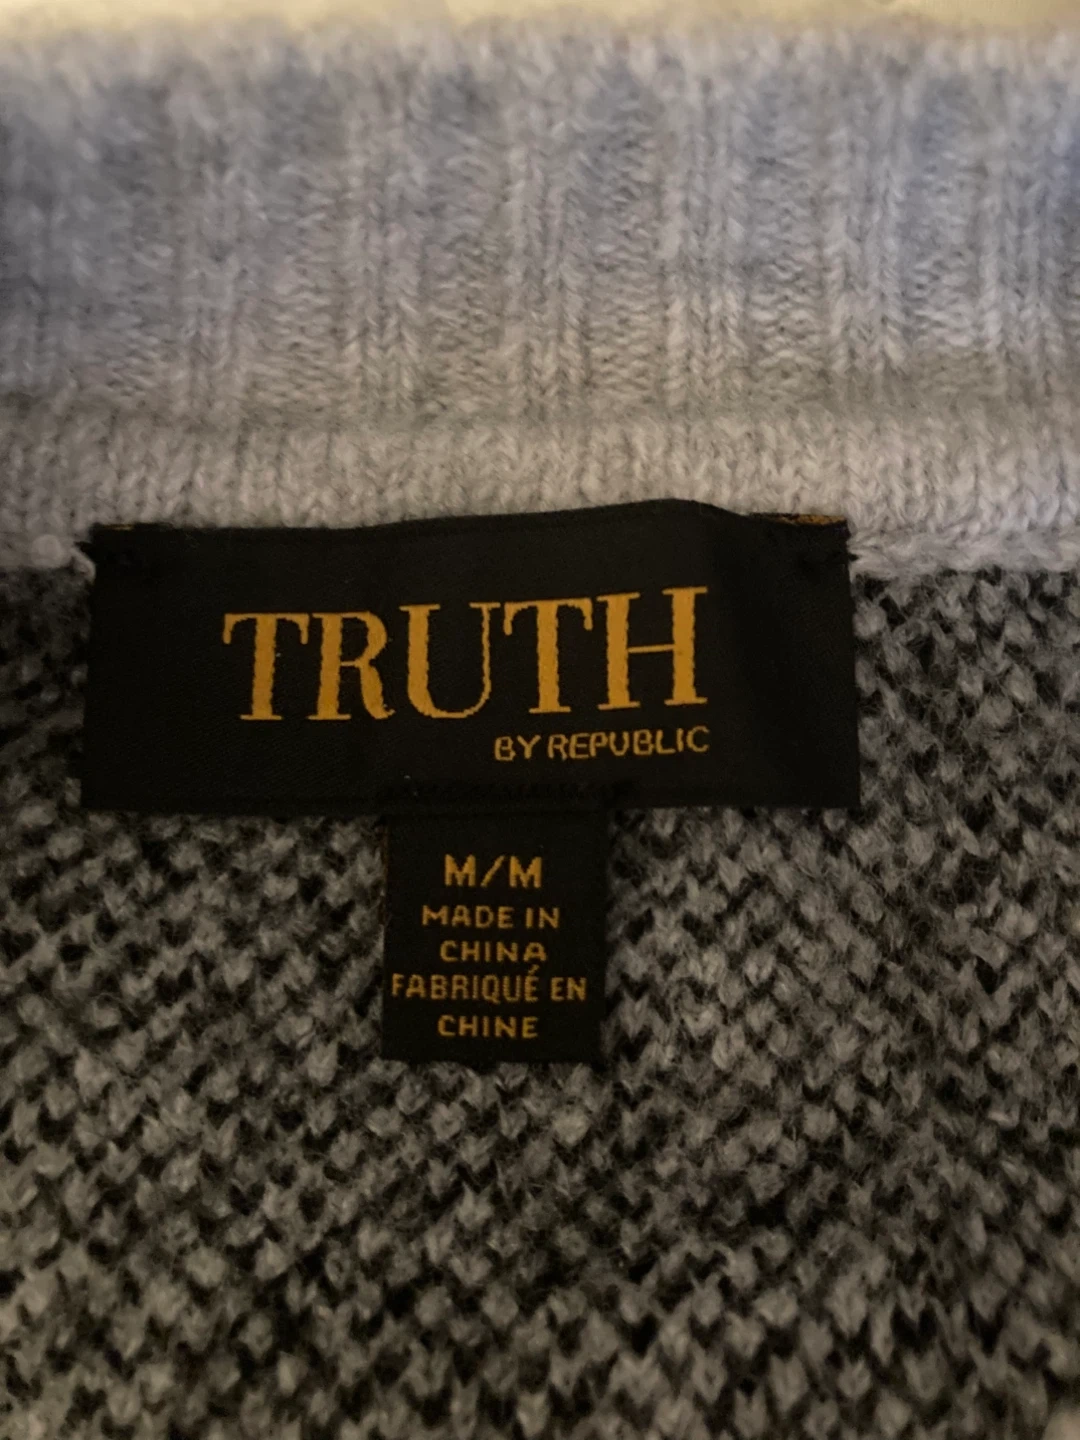 TRUTH
BY REPUBLIC
M/M
MADE IN
CHINA
FABRIQUÉ EN
CHINE